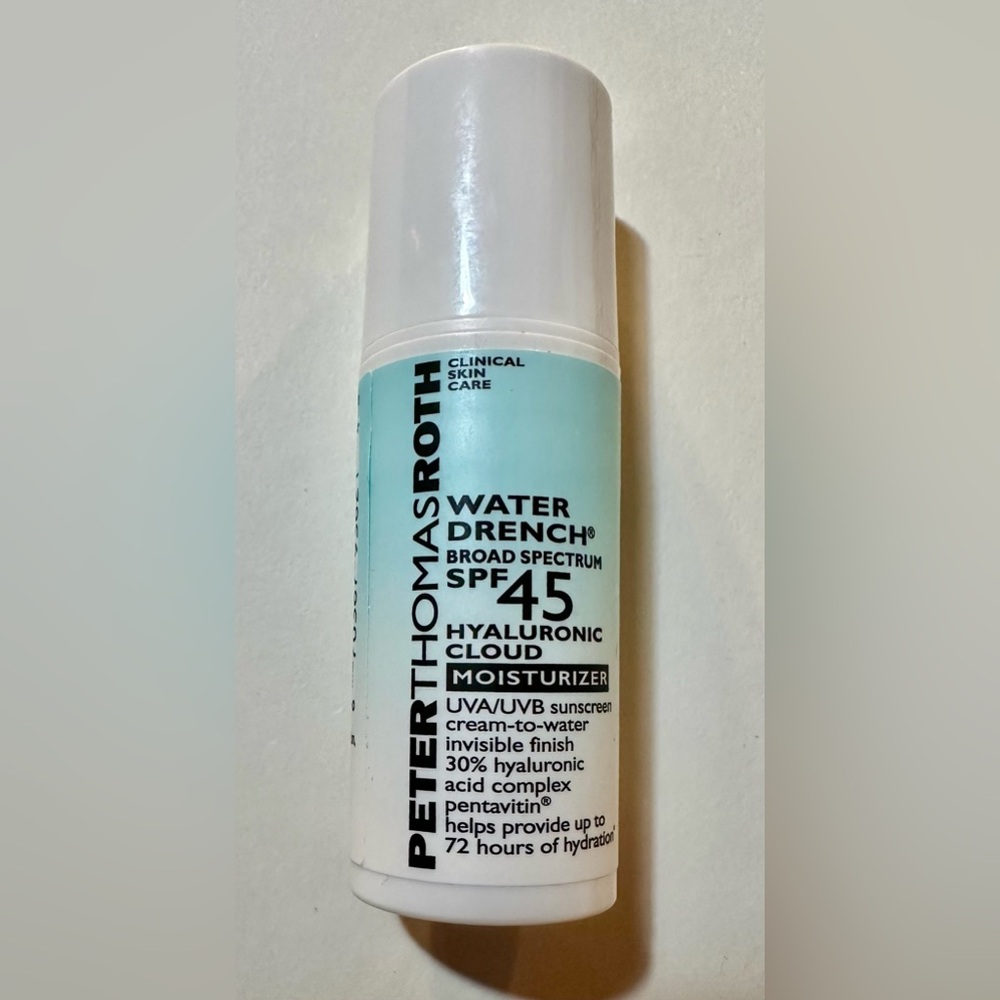 PETERTHOMASROTH
CLINICAL
SKIN
CARE
WATER
DRENCH®
BROAD SPECTRUM
SPF 45
HYALURONIC
CLOUD
MOISTURIZER
UVA/UVB sunscreen
cream-to-water
invisible finish
30% hyaluronic
acid complex
pentavitin®
helps provide up to
72 hours of hydration